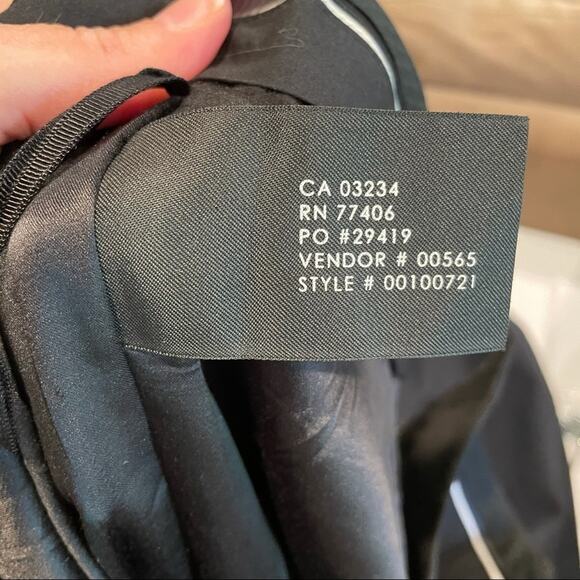 CA 03234
RN 77406
PO #29419
VENDOR # 00565
STYLE # 00100721